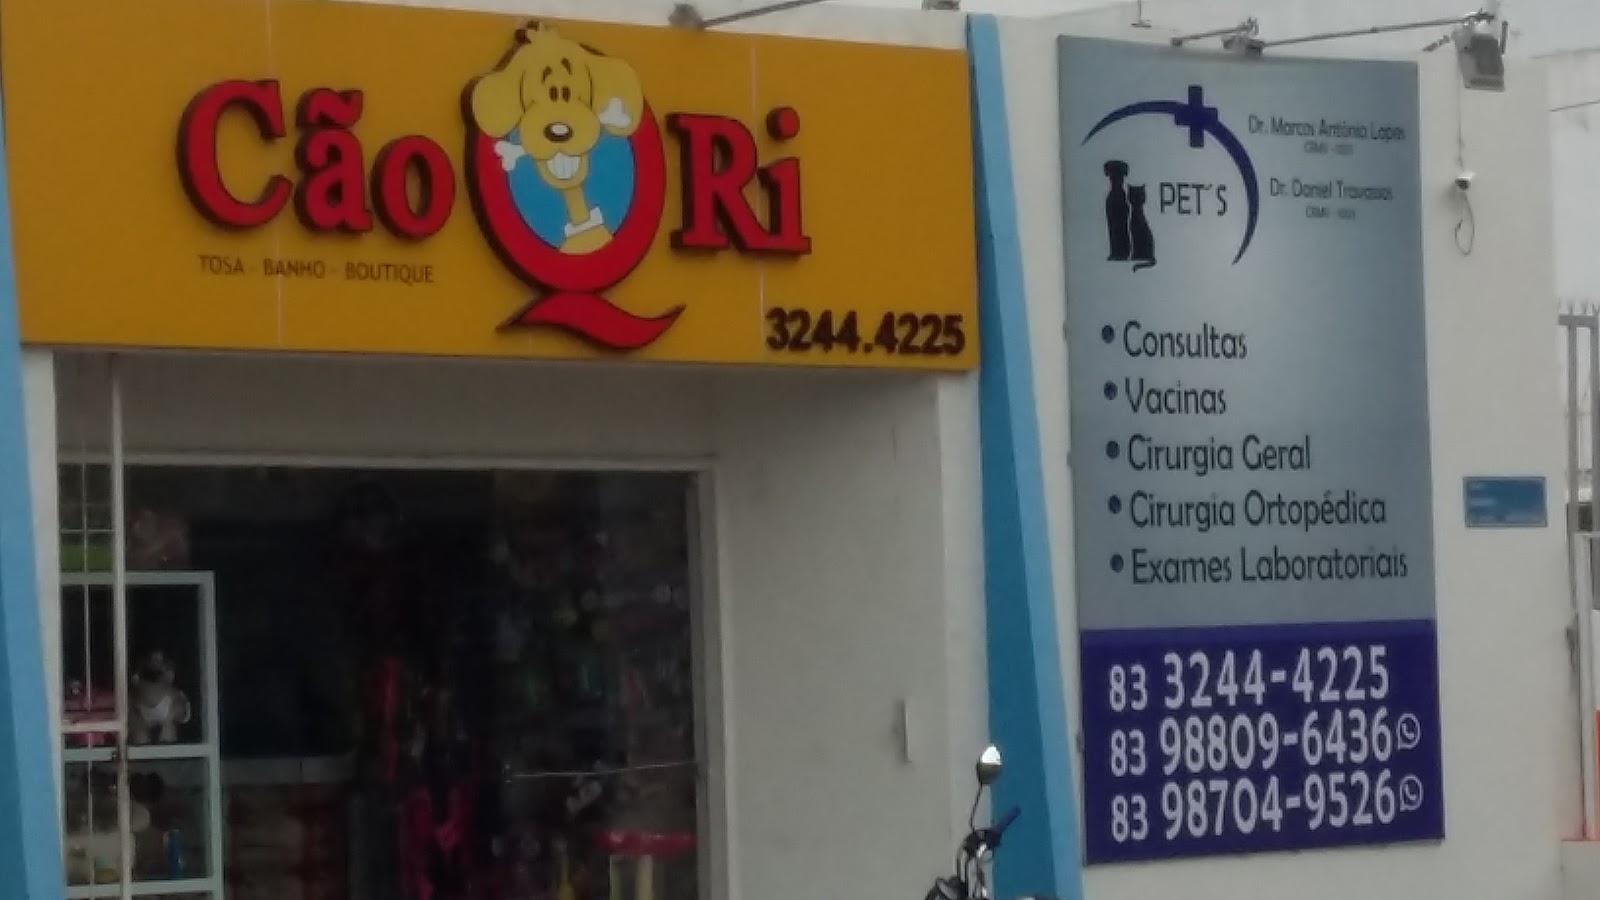 Cão Q Ri
TOSA - BANHO - BOUTIQUE
3244.4225
Dr. Marcos Antônio Lopes
Dr. Daniel Travassos
PET´S
• Consultas
• Vacinas
• Cirurgia Geral
• Cirurgia Ortopédica
• Exames Laboratoriais
83 3244-4225
83 98809-6436
83 98704-9526